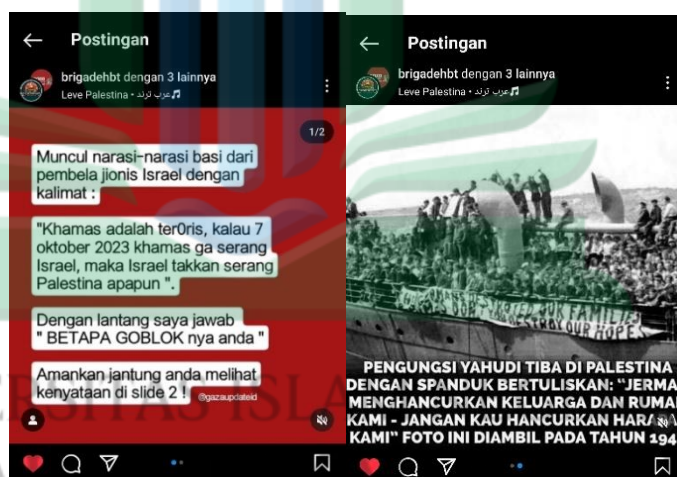 Postingan
brigadehbt dengan 3 lainnya
Leve Palestina • عرب ترند
1/2
Muncul narasi-narasi basi dari
pembela jionis Israel dengan
kalimat :
"Khamas adalah ter0ris, kalau 7
oktober 2023 khamas ga serang
Israel, maka Israel takkan serang
Palestina apapun ".
Dengan lantang saya jawab
" BETAPA GOBLOK nya anda "
Amankan jantung anda melihat
kenyataan di slide 2 !
@gazaupdateid
Postingan
brigadehbt dengan 3 lainnya
Leve Palestina • عرب ترند
DESTROY OUR HOPES
PENGUNGSI YAHUDI TIBA DI PALESTINA
DENGAN SPANDUK BERTULISKAN: "JERMA
MENGHANCURKAN KELUARGA DAN RUMA
KAMI - JANGAN KAU HANCURKAN HARA
KAMI" FOTO INI DIAMBIL PADA TAHUN 194